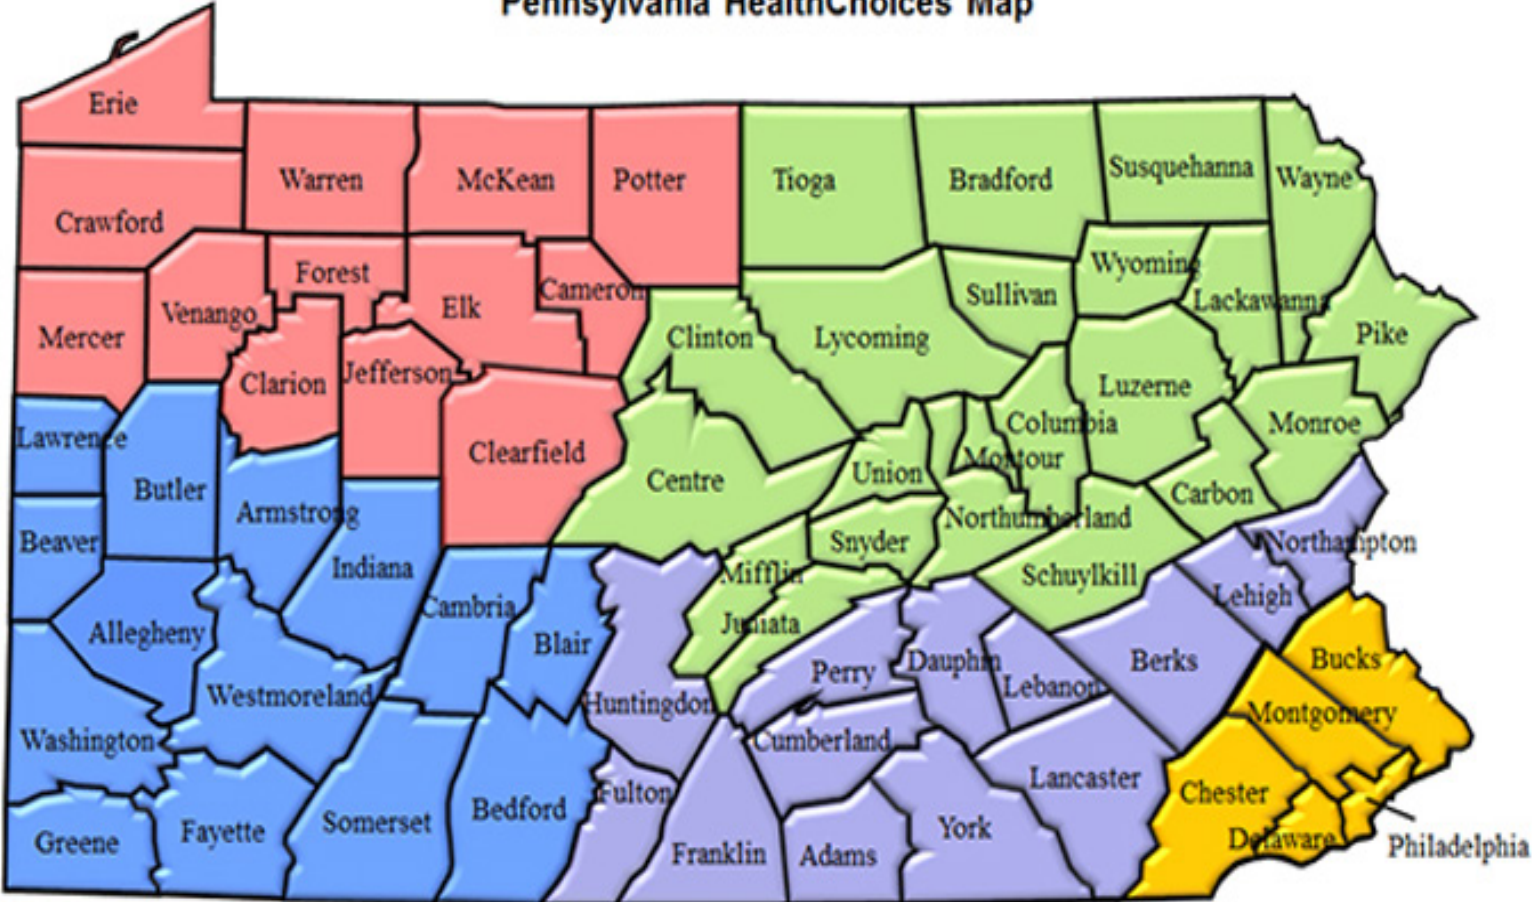 Pennsylvania HealthChoices Map
Erie
Warren
McKean
Potter
Tioga
Bradford
Susquehanna
Wayne
Crawford
Forest
Cameron
Wyoming
Lackawanna
Mercer
Venango
Elk
Clinton
Lycoming
Sullivan
Pike
Clarion
Jefferson
Luzerne
Lawrence
Clearfield
Columbia
Monroe
Butler
Centre
Union
Montour
Carbon
Armstrong
Northumberland
Beaver
Indiana
Snyder
Northampton
Mifflin
Schuylkill
Allegheny
Cambria
Blair
Juniata
Lehigh
Westmoreland
Huntingdon
Perry
Dauphin
Lebanon
Berks
Bucks
Washington
Cumberland
Montgomery
Greene
Fayette
Somerset
Bedford
Fulton
Franklin
Adams
York
Lancaster
Chester
Delaware
Philadelphia